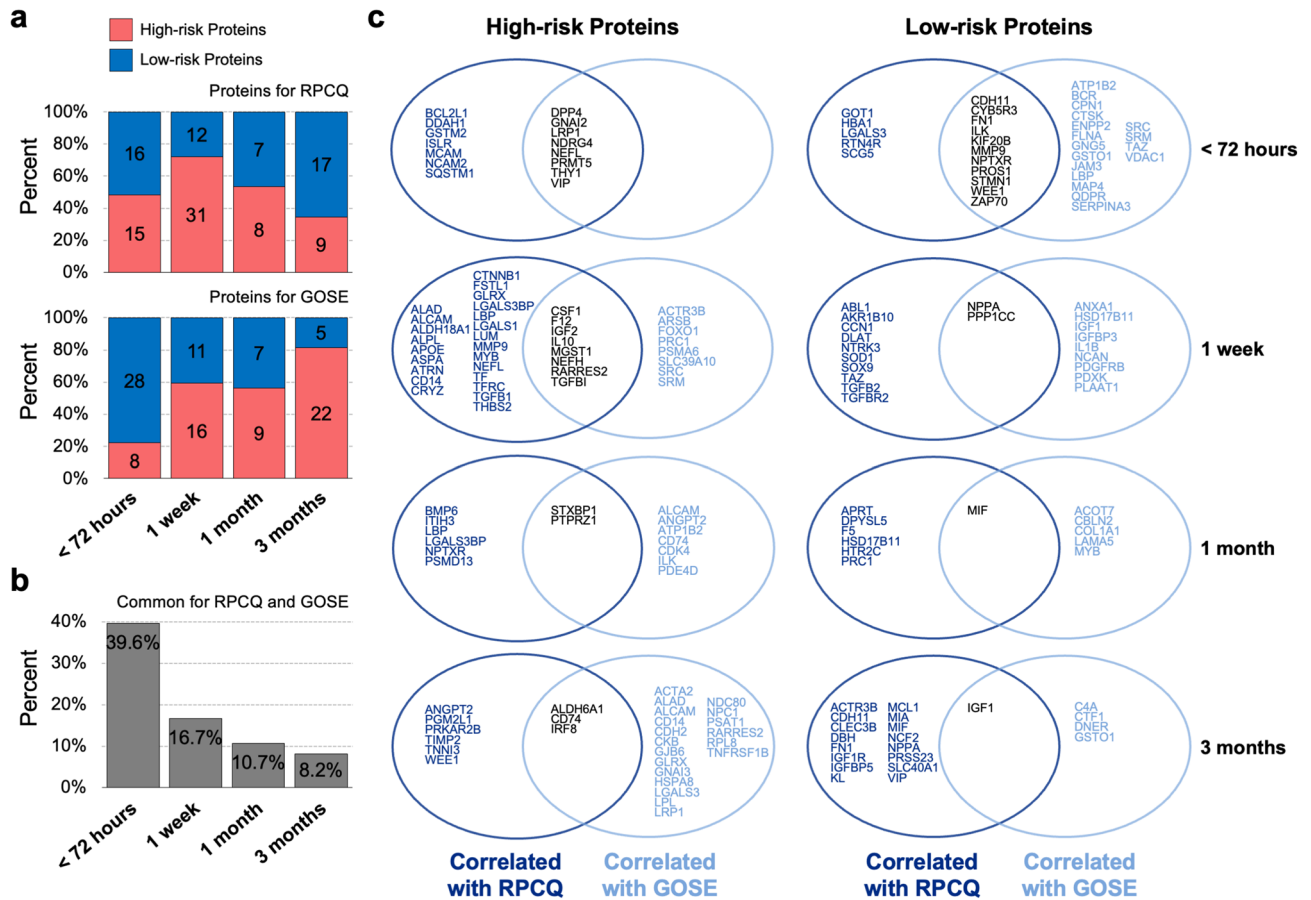 a
High-risk Proteins
Low-risk Proteins
Proteins for RPCQ
100%
80%
60%
40%
20%
0%
Percent
16
12
7
17
15
31
8
9
Proteins for GOSE
100%
80%
60%
40%
20%
0%
Percent
28
11
7
5
8
16
9
22
< 72 hours
1 week
1 month
3 months
b
Common for RPCQ and GOSE
40%
30%
20%
10%
0%
Percent
39.6%
16.7%
10.7%
8.2%
< 72 hours
1 week
1 month
3 months
c
High-risk Proteins
Low-risk Proteins
BCL2L1
DDAH1
GSTM2
ISLR
MCAM
NCAM2
SQSTM1
DPP4
GNAI2
LRP1
NDRG4
NEFL
PRMT5
THY1
VIP
GOT1
HBA1
LGALS3
RTN4R
SCG5
CDH11
CYB5R3
FN1
ILK
KIF20B
MMP9
NPTXR
PROS1
STMN1
WEE1
ZAP70
ATP1B2
BCR
CPN1
CTSK
ENPP2
FLNA
GNG5
GSTO1
JAM3
LBP
MAP4
QDPR
SERPINA3
SRC
SRM
TAZ
VDAC1
< 72 hours
ALAD
ALCAM
ALDH18A1
ALPL
APOE
ASPA
ATRN
CD14
CRYZ
CTNNB1
FSTL1
GLRX
LGALS3BP
LBP
LGALS1
LUM
MMP9
MYB
NEFL
TF
TFRC
TGFB1
THBS2
CSF1
F12
IGF2
IL10
MGST1
NEFH
RARRES2
TGFBI
ACTR3B
ARSB
FOXO1
PRC1
PSMA6
SLC39A10
SRC
SRM
ABL1
AKR1B10
CCN1
DLAT
NTRK3
SOD1
SOX9
TAZ
TGFB2
TGFBR2
NPPA
PPP1CC
ANXA1
HSD17B11
IGF1
IGFBP3
IL1B
NCAN
PDGFRB
PDXK
PLAAT1
1 week
BMP6
ITIH3
LBP
LGALS3BP
NPTXR
PSMD13
STXBP1
PTPRZ1
ALCAM
ANGPT2
ATP1B2
CD74
CDK4
ILK
PDE4D
APRT
DPYSL5
F5
HSD17B11
HTR2C
PRC1
MIF
ACOT7
CBLN2
COL1A1
LAMA5
MYB
1 month
ANGPT2
PGM2L1
PRKAR2B
TIMP2
TNNI3
WEE1
ALDH6A1
CD74
IRF8
ACTA2
ALAD
ALCAM
CD14
CDH2
CKB
GJB6
GLRX
GNAI3
HSPA8
LGALS3
LPL
LRP1
NDC80
NPC1
PSAT1
RARRES2
RPL8
TNFRSF1B
ACTR3B
CDH11
CLEC3B
DBH
FN1
IGF1R
IGFBP5
KL
MCL1
MIA
MIF
NCF2
NPPA
PRSS23
SLC40A1
VIP
IGF1
C4A
CTF1
DNER
GSTO1
3 months
Correlated
with RPCQ
Correlated
with GOSE
Correlated
with RPCQ
Correlated
with GOSE